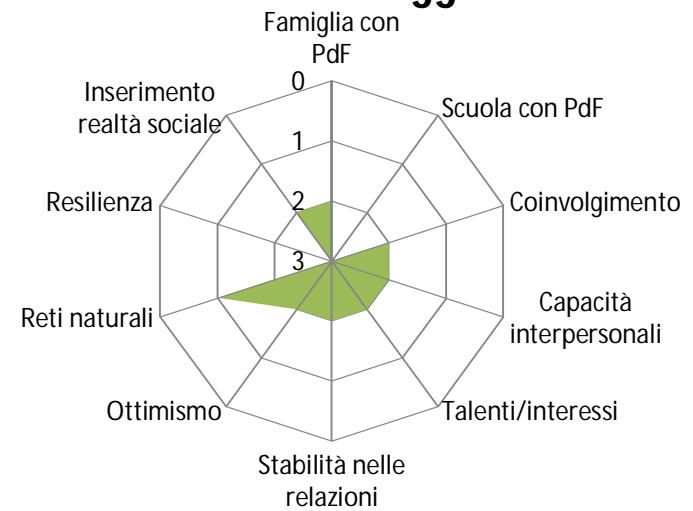 Famiglia con
PdF
Scuola con PdF
Coinvolgimento
Capacità
interpersonali
Talenti/interessi
Stabilità nelle
relazioni
Ottimismo
Reti naturali
Resilienza
Inserimento
realtà sociale
0
1
2
3